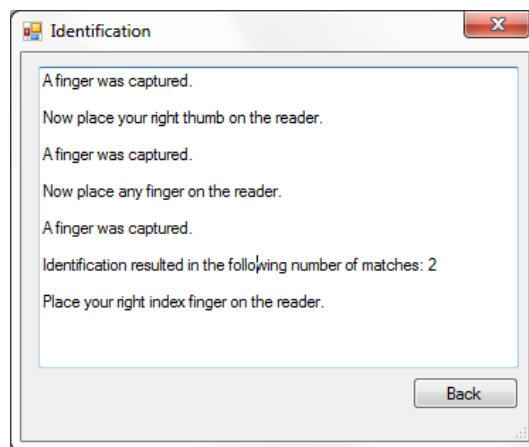 Identification
A finger was captured.
Now place your right thumb on the reader.
A finger was captured.
Now place any finger on the reader.
A finger was captured.
Identification resulted in the following number of matches: 2
Place your right index finger on the reader.
Back